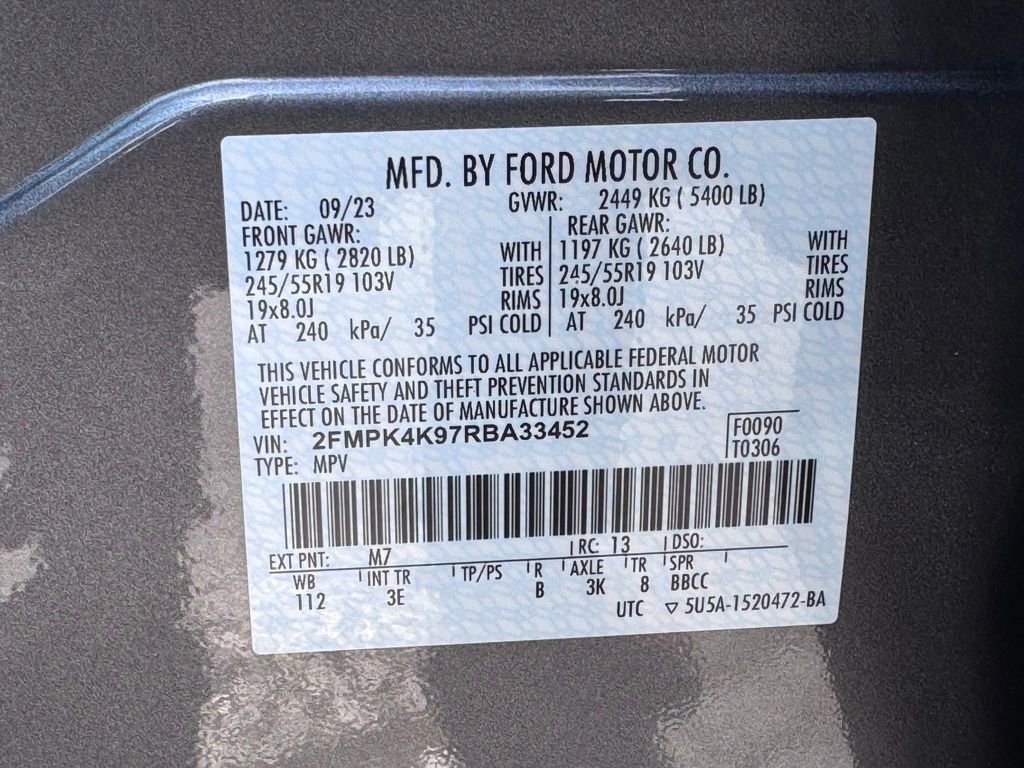 MFD. BY FORD MOTOR CO.
DATE: 09/23 GVWR: 2449 KG ( 5400 LB)
FRONT GAWR: REAR GAWR:
1279 KG ( 2820 LB) WITH 1197 KG ( 2640 LB) WITH
245/55R19 103V TIRES 245/55R19 103V TIRES
19x8.0J RIMS 19x8.0J RIMS
AT 240 kPa/ 35 PSI COLD AT 240 kPa/ 35 PSI COLD
THIS VEHICLE CONFORMS TO ALL APPLICABLE FEDERAL MOTOR
VEHICLE SAFETY AND THEFT PREVENTION STANDARDS IN
EFFECT ON THE DATE OF MANUFACTURE SHOWN ABOVE.
VIN: 2FMPK4K97RBA33452 F0090
TYPE: MPV T0306
EXT PNT: M7 RC: 13 DSO:
WB INT TR TP/PS R AXLE TR SPR
112 3E B 3K 8 BBCC
UTC ▽ 5U5A-1520472-BA